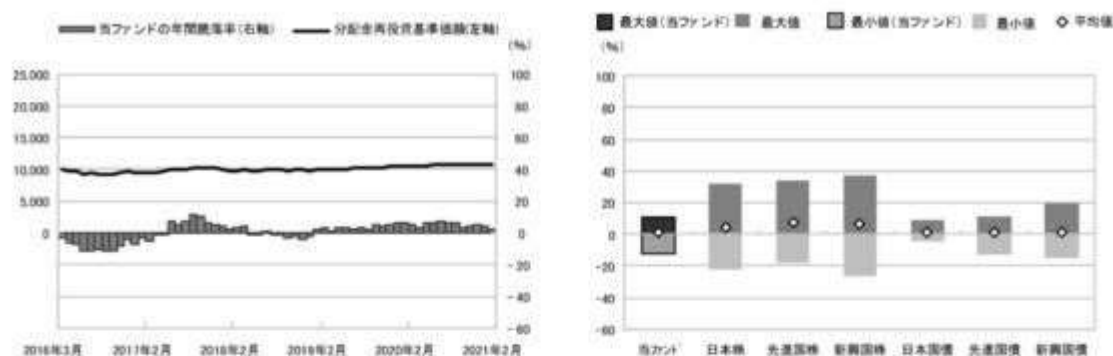 当ファンドの年間騰落率(右軸)
分配金再投資基準価額(左軸)
(%)
25,000
20,000
15,000
10,000
5,000
0
100
80
60
40
20
0
-20
-40
-60
2016年3月
2017年2月
2018年2月
2019年2月
2020年2月
2021年2月
最大値(当ファンド)
最大値
最小値(当ファンド)
最小値
平均値
(%)
100
80
60
40
20
0
-20
-40
-60
当ファンド
日本株
先進国株
新興国株
日本国債
先進国債
新興国債